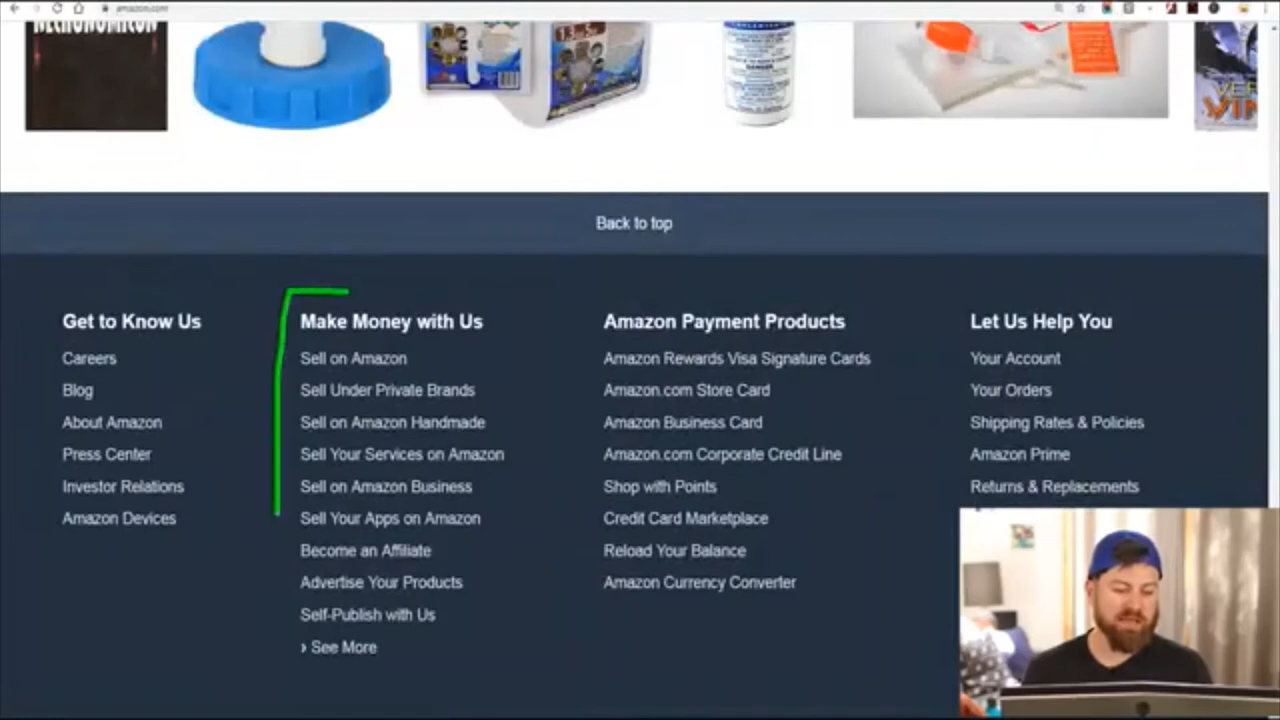 amazon.com
NECRONOMICON
DANGER
Back to top
Get to Know Us
Careers
Blog
About Amazon
Press Center
Investor Relations
Amazon Devices
Make Money with Us
Sell on Amazon
Sell Under Private Brands
Sell on Amazon Handmade
Sell Your Services on Amazon
Sell on Amazon Business
Sell Your Apps on Amazon
Become an Affiliate
Advertise Your Products
Self-Publish with Us
› See More
Amazon Payment Products
Amazon Rewards Visa Signature Cards
Amazon.com Store Card
Amazon Business Card
Amazon.com Corporate Credit Line
Shop with Points
Credit Card Marketplace
Reload Your Balance
Amazon Currency Converter
Let Us Help You
Your Account
Your Orders
Shipping Rates & Policies
Amazon Prime
Returns & Replacements